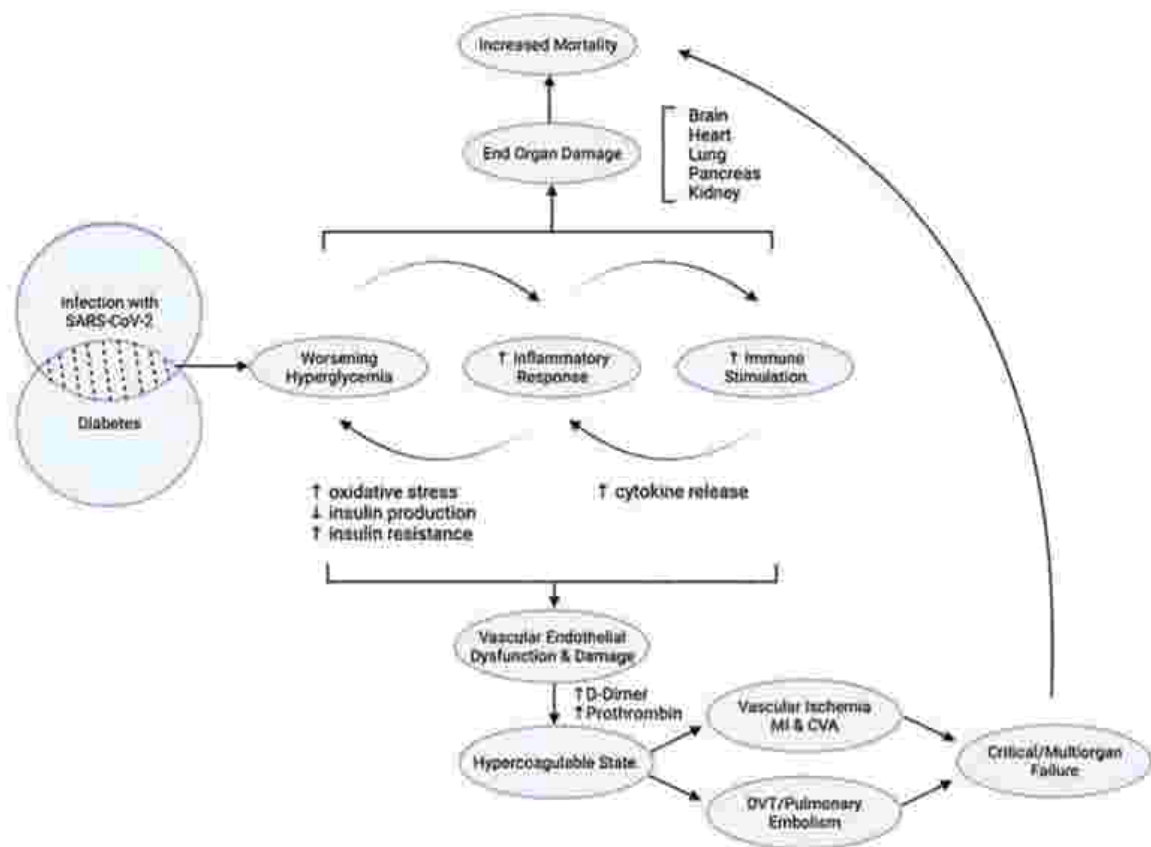 Increased Mortality
End Organ Damage
Brain
Heart
Lung
Pancreas
Kidney
Infection with
SARS-CoV-2
Diabetes
Worsening
Hyperglycemia
↑ Inflammatory
Response
↑ Immune
Stimulation
↑ oxidative stress
↓ insulin production
↑ insulin resistance
↑ cytokine release
Vascular Endothelial
Dysfunction & Damage
↑D-Dimer
↑Prothrombin
Hypercoagulable State
Vascular Ischemia
MI & CVA
DVT/Pulmonary
Embolism
Critical/Multiorgan
Failure